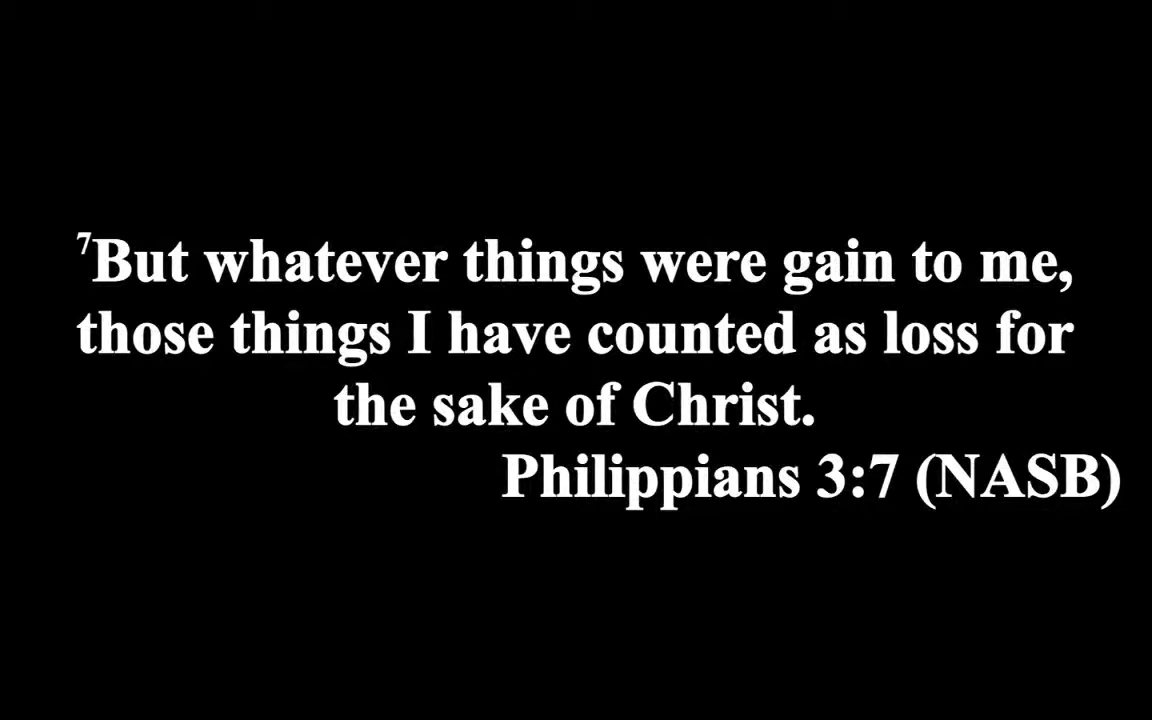 ⁷But whatever things were gain to me,
those things I have counted as loss for
the sake of Christ.
Philippians 3:7 (NASB)